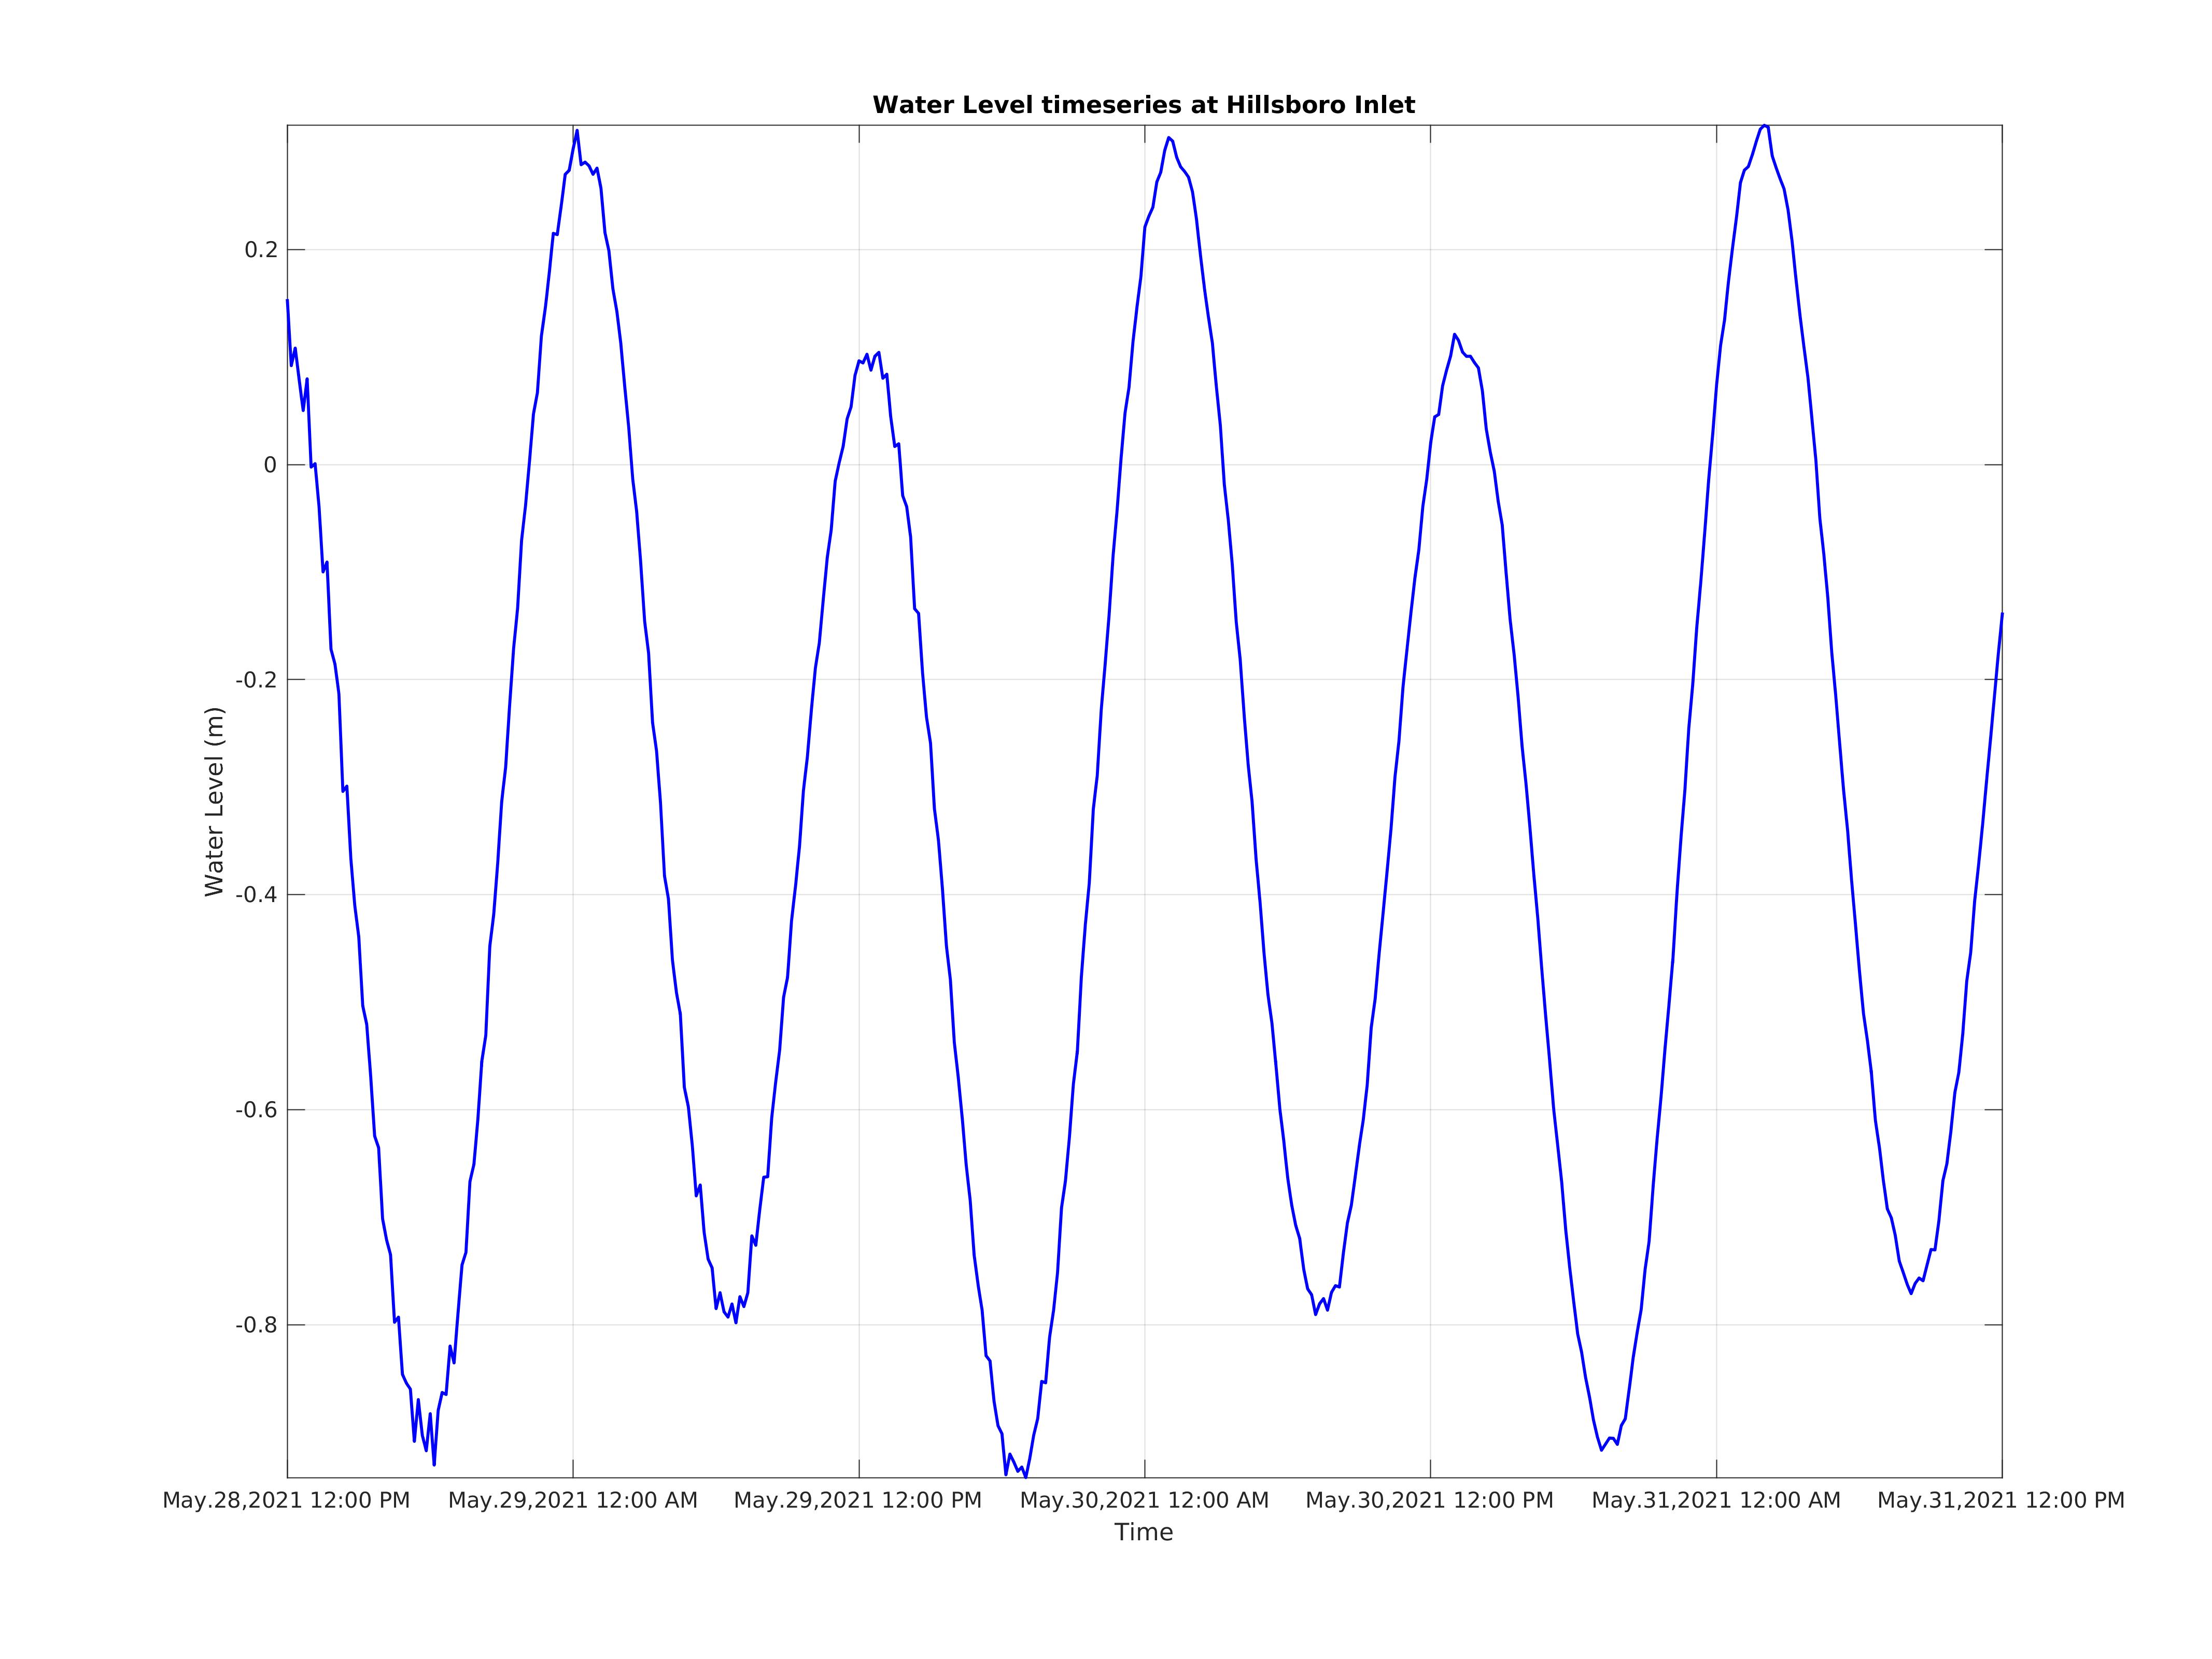 Water Level timeseries at Hillsboro Inlet
0.2
0
-0.2
-0.4
-0.6
-0.8
Water Level (m)
May.28,2021 12:00 PM May.29,2021 12:00 AM May.29,2021 12:00 PM May.30,2021 12:00 AM May.30,2021 12:00 PM May.31,2021 12:00 AM May.31,2021 12:00 PM
Time